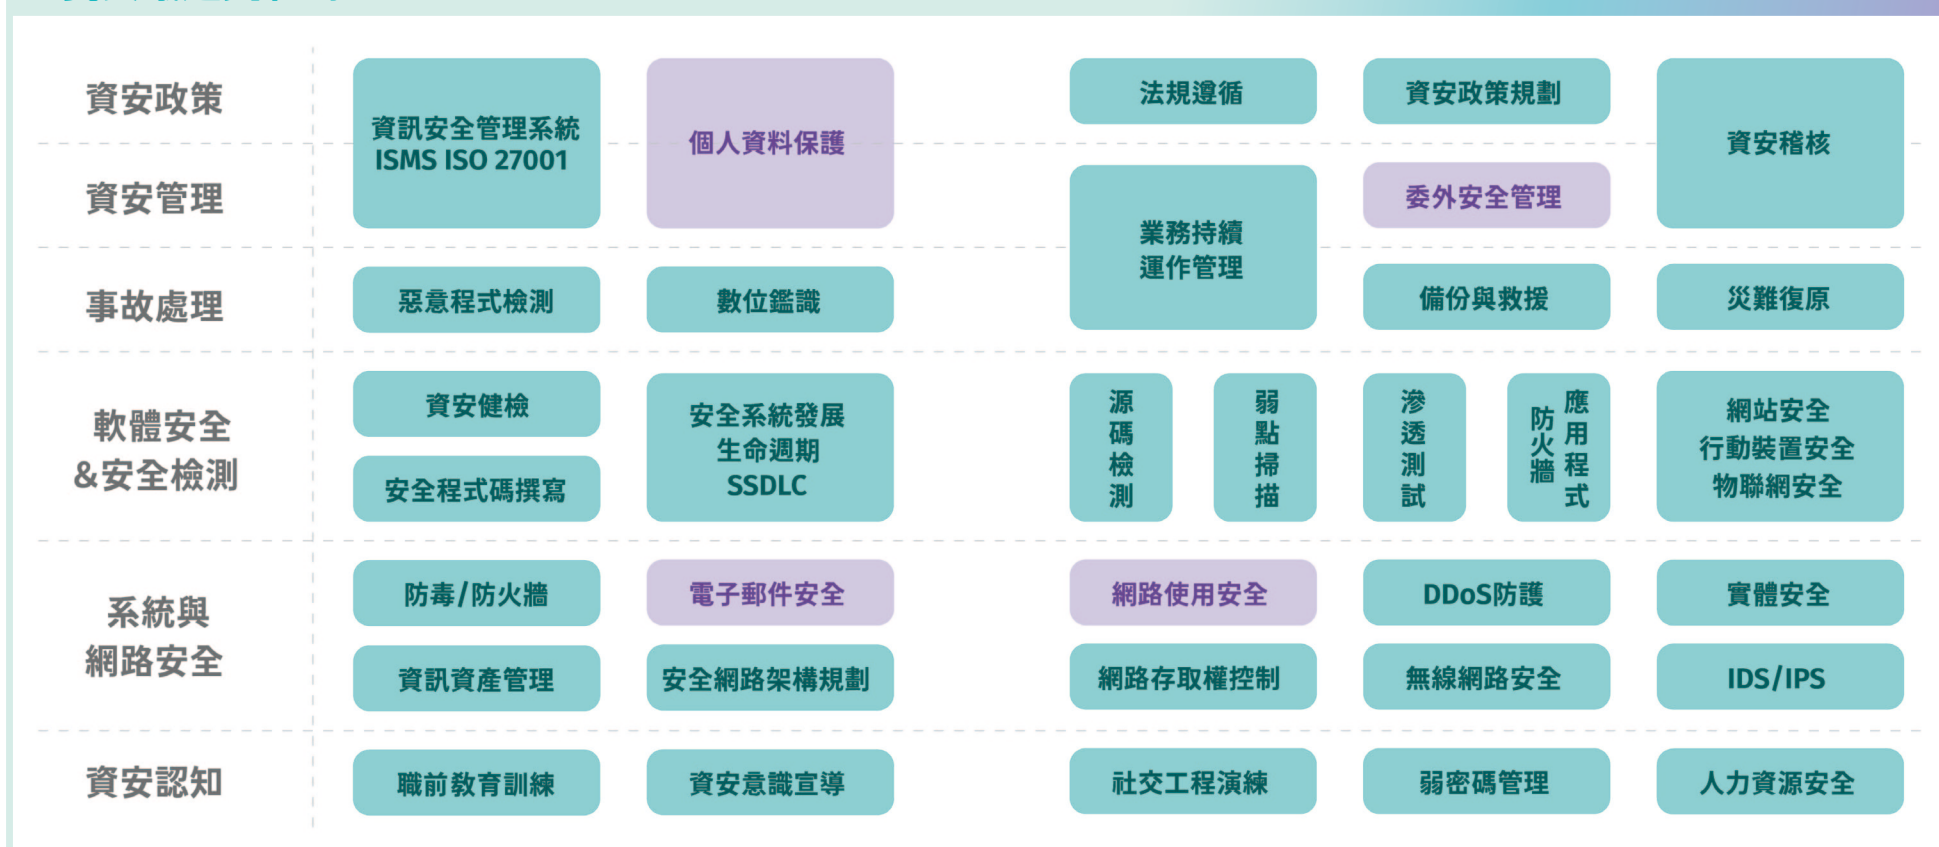 資安政策
資訊安全管理系統
ISMS ISO 27001
個人資料保護
法規遵循
資安政策規劃
資安稽核
資安管理
業務持續
運作管理
委外安全管理
事故處理
惡意程式檢測
數位鑑識
備份與救援
災難復原
軟體安全
&安全檢測
資安健檢
安全程式碼撰寫
安全系統發展
生命週期
SSDLC
源碼檢測
弱點掃描
滲透測試
應用程式
防火牆
網站安全
行動裝置安全
物聯網安全
系統與
網路安全
防毒/防火牆
電子郵件安全
網路使用安全
DDoS防護
實體安全
資訊資產管理
安全網路架構規劃
網路存取權控制
無線網路安全
IDS/IPS
資安認知
職前教育訓練
資安意識宣導
社交工程演練
弱密碼管理
人力資源安全